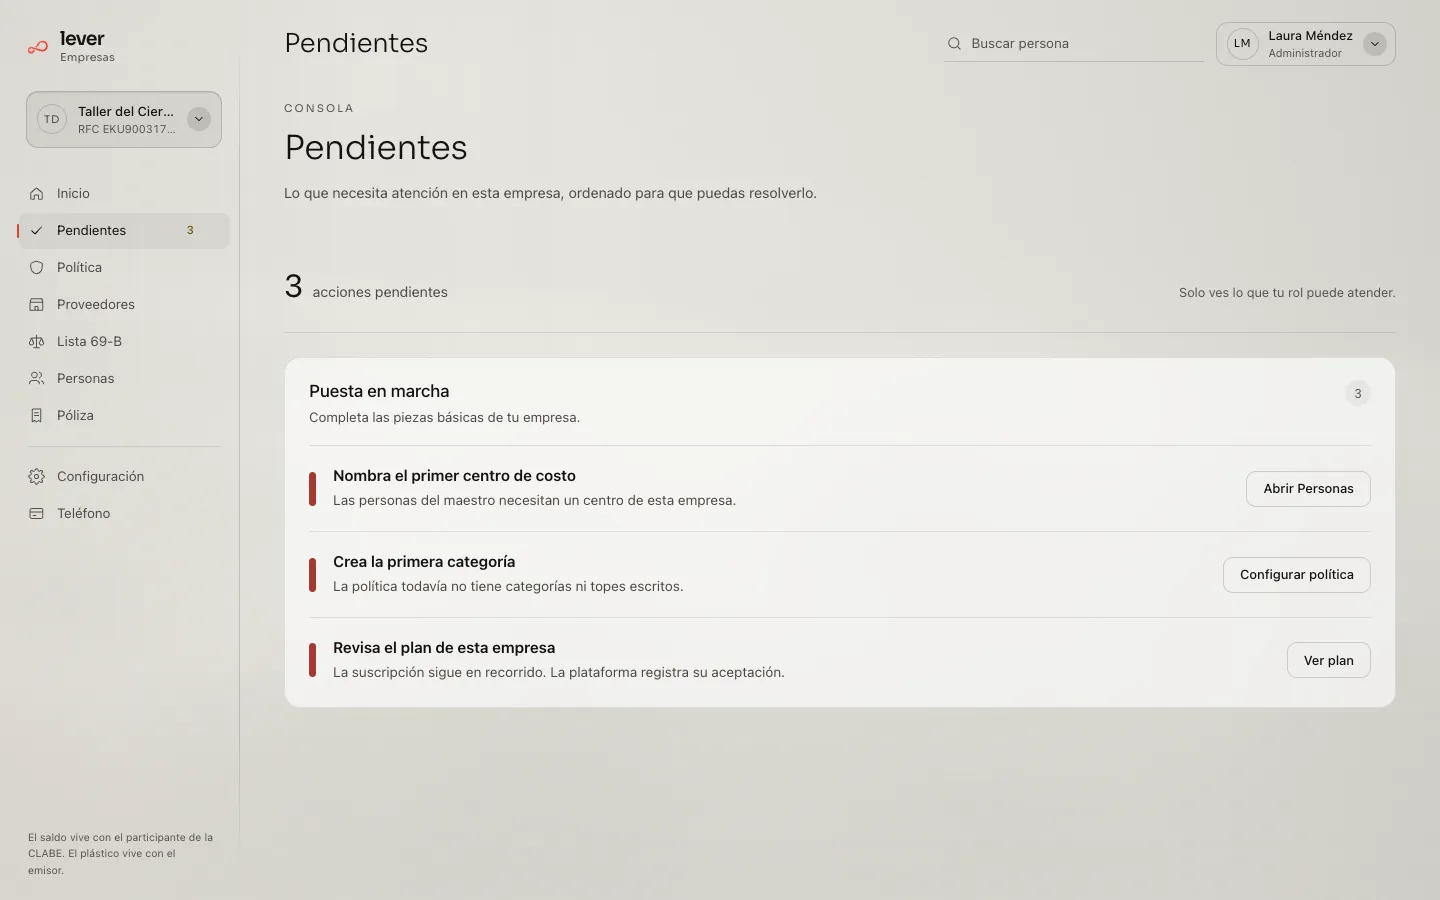 lever
Empresas
TD
Taller del Cier...
RFC EKU900317...
Inicio
Pendientes
3
Política
Proveedores
Lista 69-B
Personas
Póliza
Configuración
Teléfono
El saldo vive con el participante de la
CLABE. El plástico vive con el
emisor.
Pendientes
Buscar persona
LM
Laura Méndez
Administrador
CONSOLA
Pendientes
Lo que necesita atención en esta empresa, ordenado para que puedas resolverlo.
3 acciones pendientes
Solo ves lo que tu rol puede atender.
Puesta en marcha
3
Completa las piezas básicas de tu empresa.
Nombra el primer centro de costo
Las personas del maestro necesitan un centro de esta empresa.
Abrir Personas
Crea la primera categoría
La política todavía no tiene categorías ni topes escritos.
Configurar política
Revisa el plan de esta empresa
La suscripción sigue en recorrido. La plataforma registra su aceptación.
Ver plan